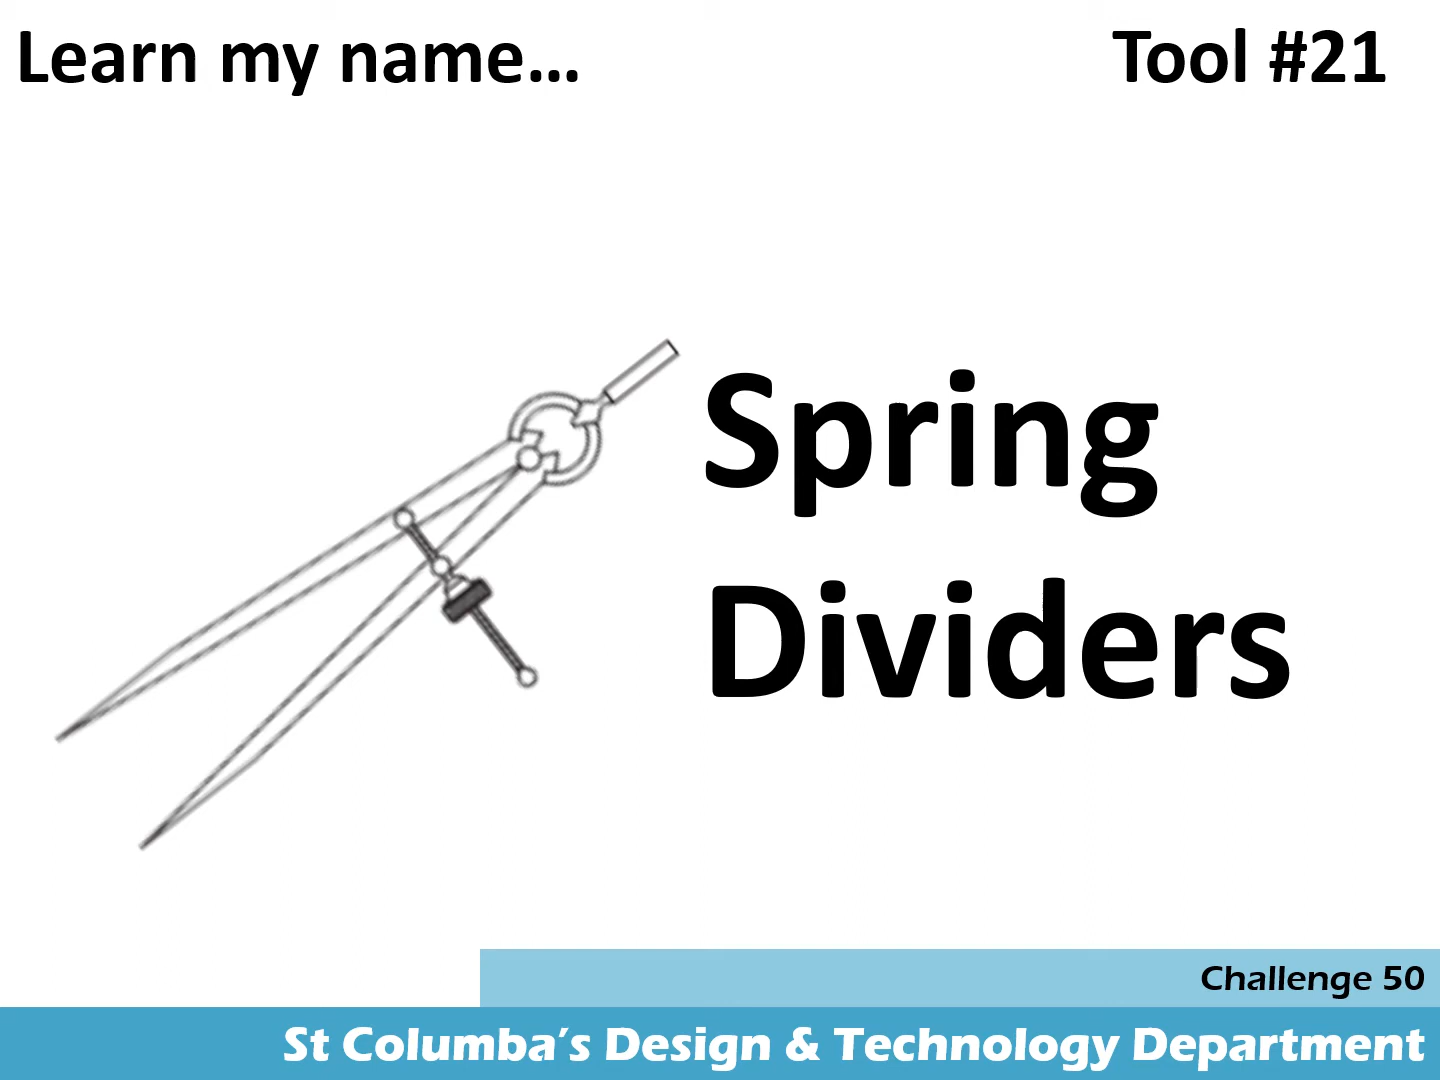 Learn my name…
Tool #21
Spring
Dividers
Challenge 50
St Columba’s Design & Technology Department